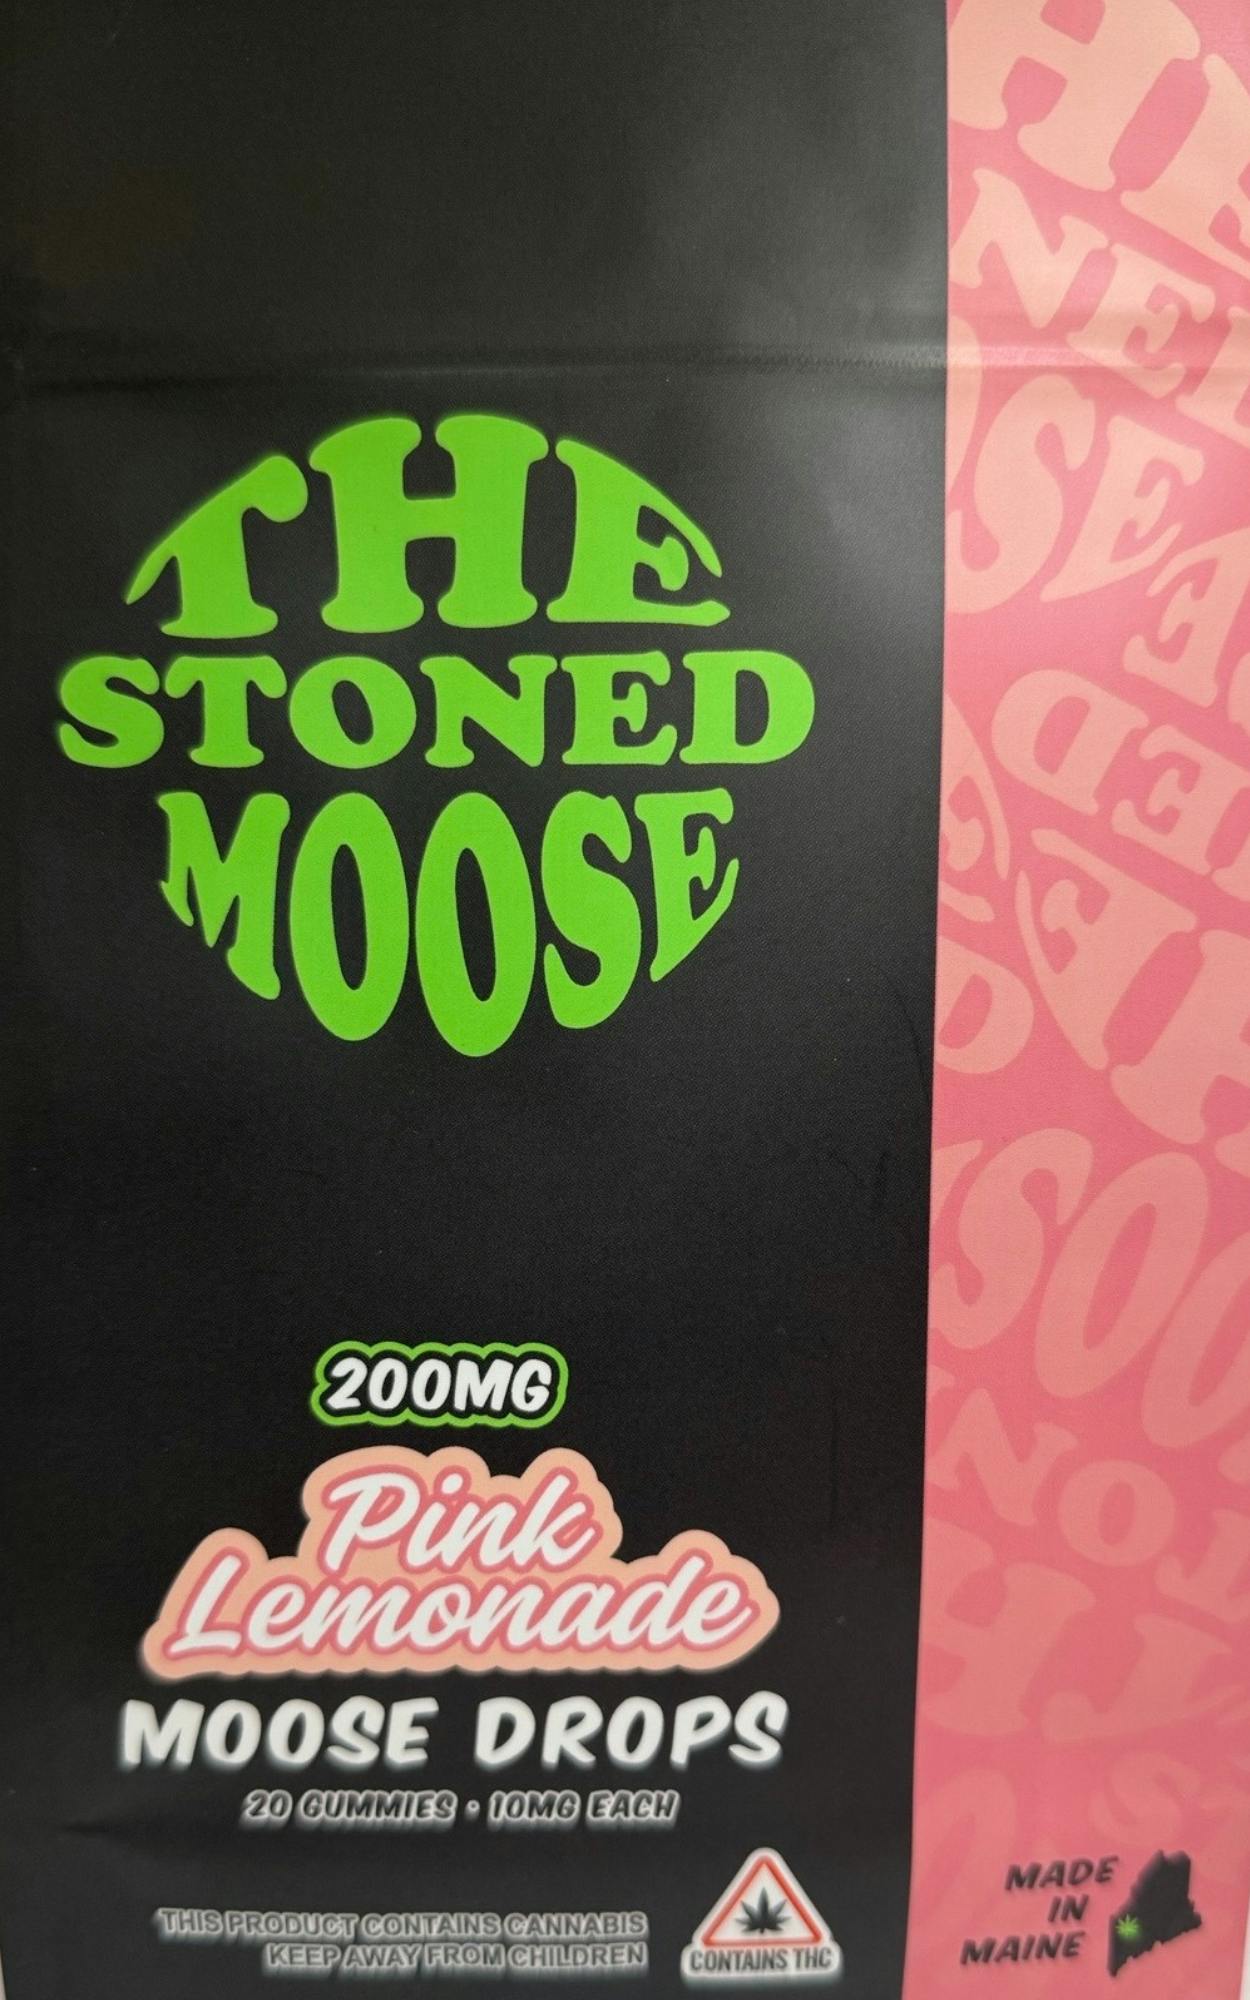 THE
STONED
MOOSE
200MG
Pink
Lemonade
MOOSE DROPS
20 GUMMIES • 10MG EACH
THIS PRODUCT CONTAINS CANNABIS
KEEP AWAY FROM CHILDREN
CONTAINS THC
MADE
IN
MAINE